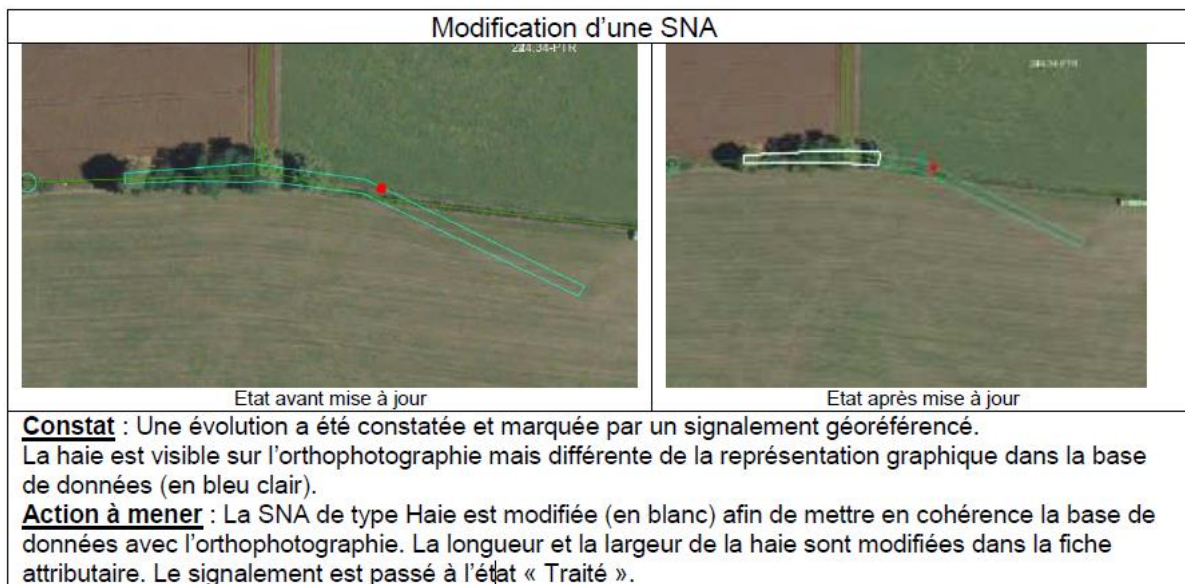 Modification d'une SNA
Etat avant mise à jour
Etat après mise à jour
Constat : Une évolution a été constatée et marquée par un signalement géoréférencé.
La haie est visible sur l'orthophotographie mais différente de la représentation graphique dans la base
de données (en bleu clair).
Action à mener : La SNA de type Haie est modifiée (en blanc) afin de mettre en cohérence la base de
données avec l'orthophotographie. La longueur et la largeur de la haie sont modifiées dans la fiche
attributaire. Le signalement est passé à l'état « Traité ».